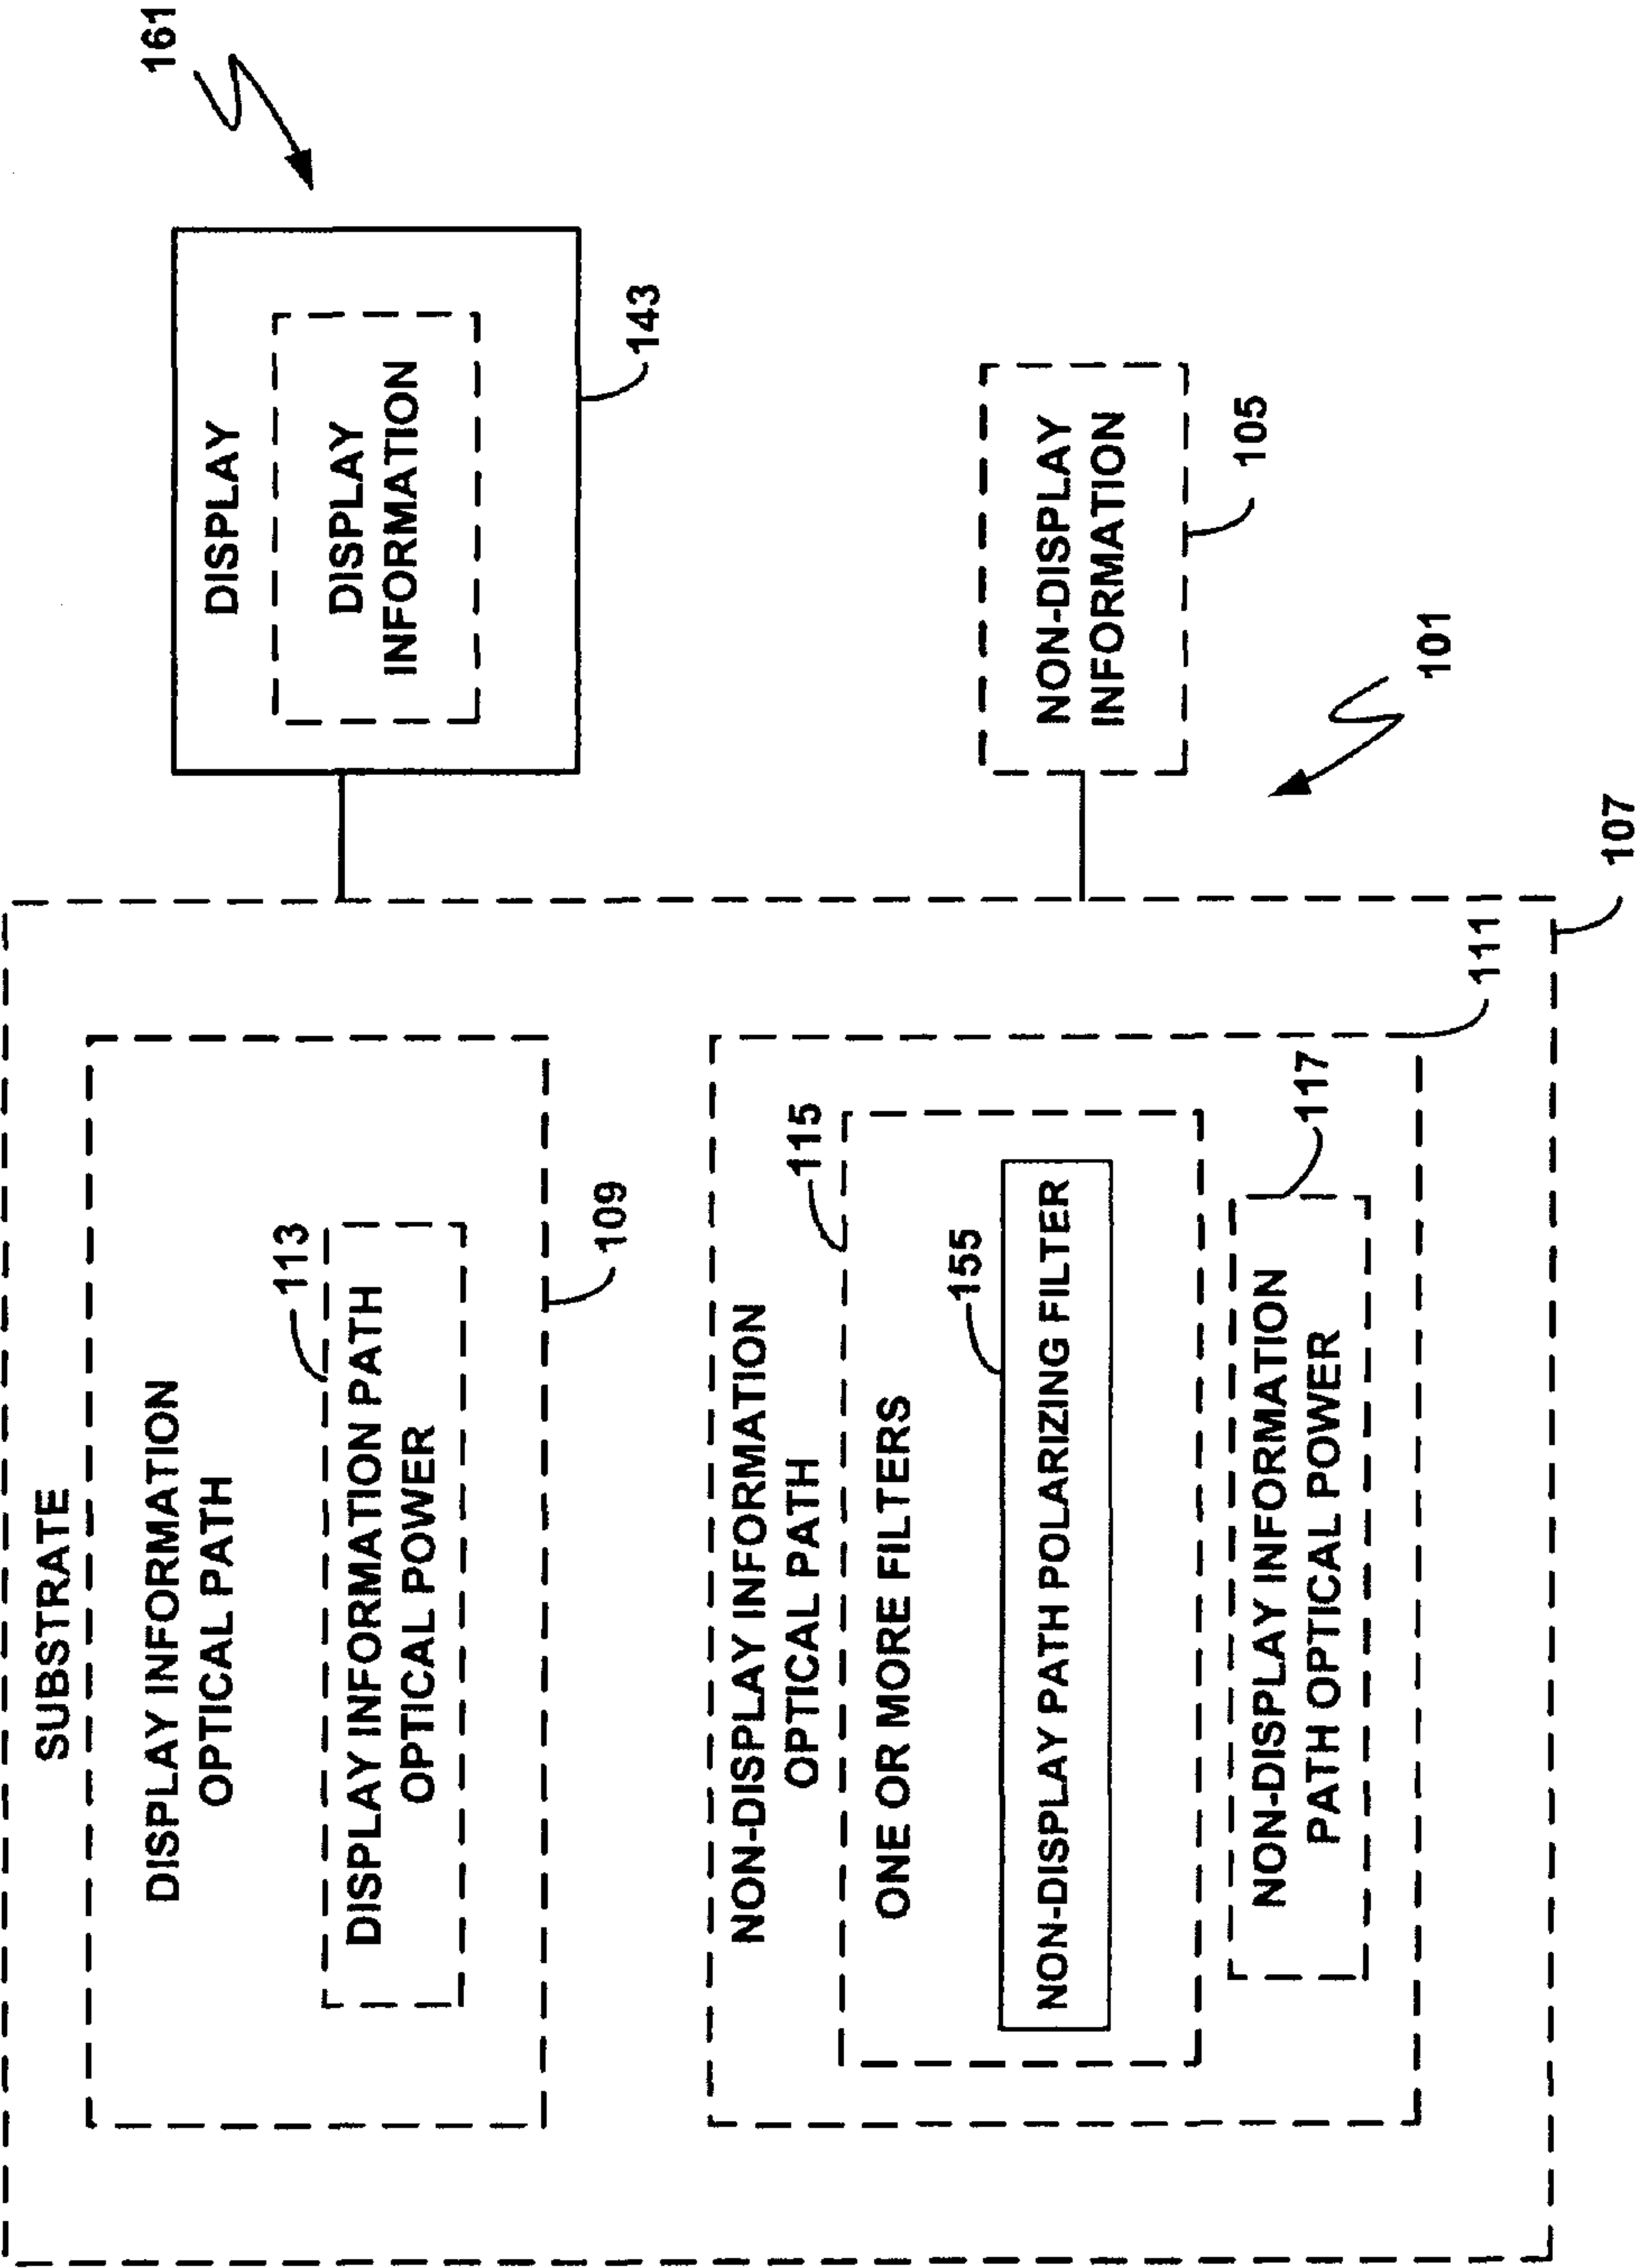 161
SUBSTRATE
DISPLAY INFORMATION
OPTICAL PATH
113
DISPLAY INFORMATION PATH
OPTICAL POWER
109
DISPLAY
DISPLAY
INFORMATION
143
NON-DISPLAY INFORMATION
OPTICAL PATH
115
ONE OR MORE FILTERS
155
NON-DISPLAY PATH POLARIZING FILTER
117
NON-DISPLAY INFORMATION
PATH OPTICAL POWER
111
107
NON-DISPLAY
INFORMATION
105
101